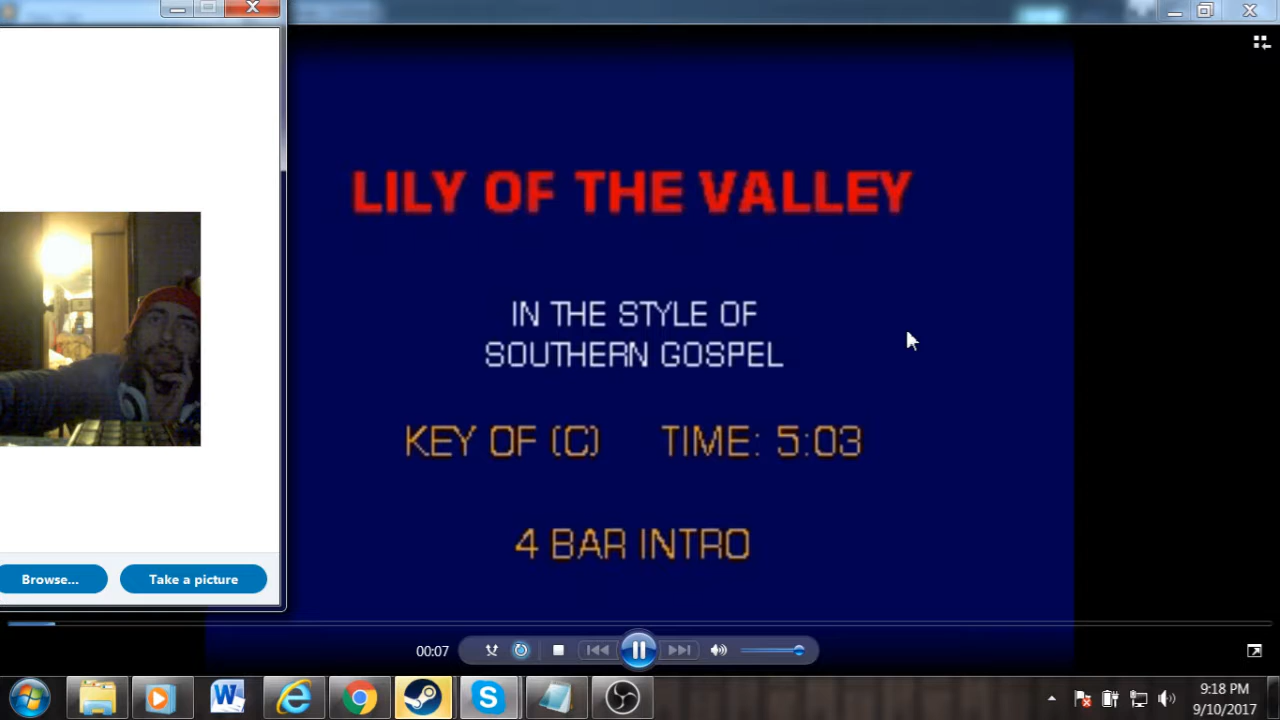 LILY OF THE VALLEY
IN THE STYLE OF
SOUTHERN GOSPEL
KEY OF (C) TIME: 5:03
4 BAR INTRO
Browse... Take a picture
00:07
9:18 PM
9/10/2017